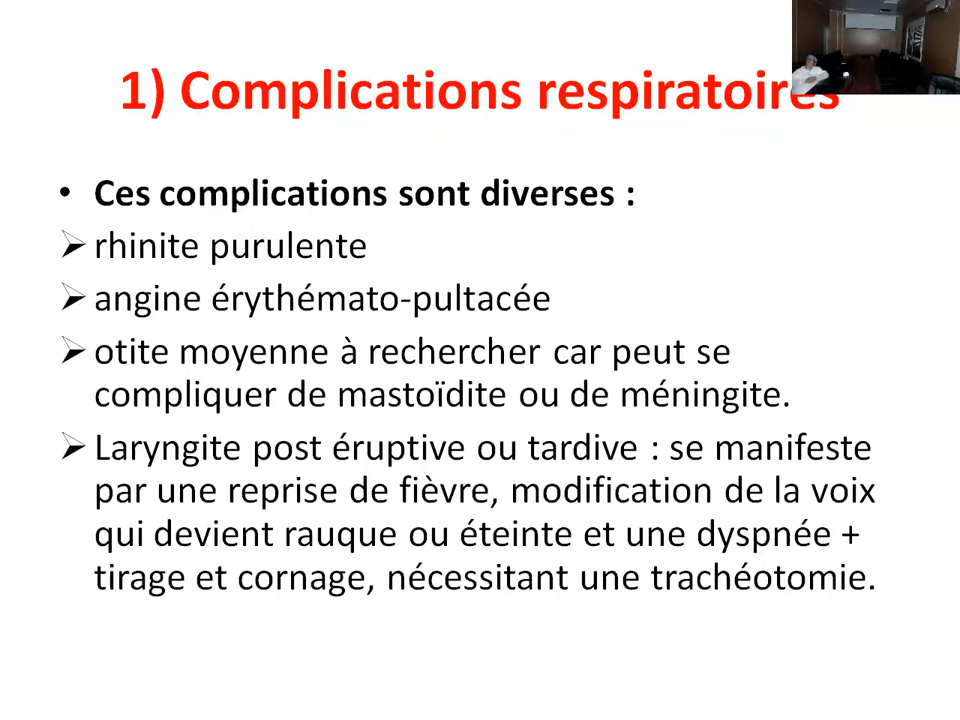 1) Complications respiratoires
• Ces complications sont diverses :
➢ rhinite purulente
➢ angine érythémato-pultacée
➢ otite moyenne à rechercher car peut se
compliquer de mastoïdite ou de méningite.
➢ Laryngite post éruptive ou tardive : se manifeste
par une reprise de fièvre, modification de la voix
qui devient rauque ou éteinte et une dyspnée +
tirage et cornage, nécessitant une trachéotomie.